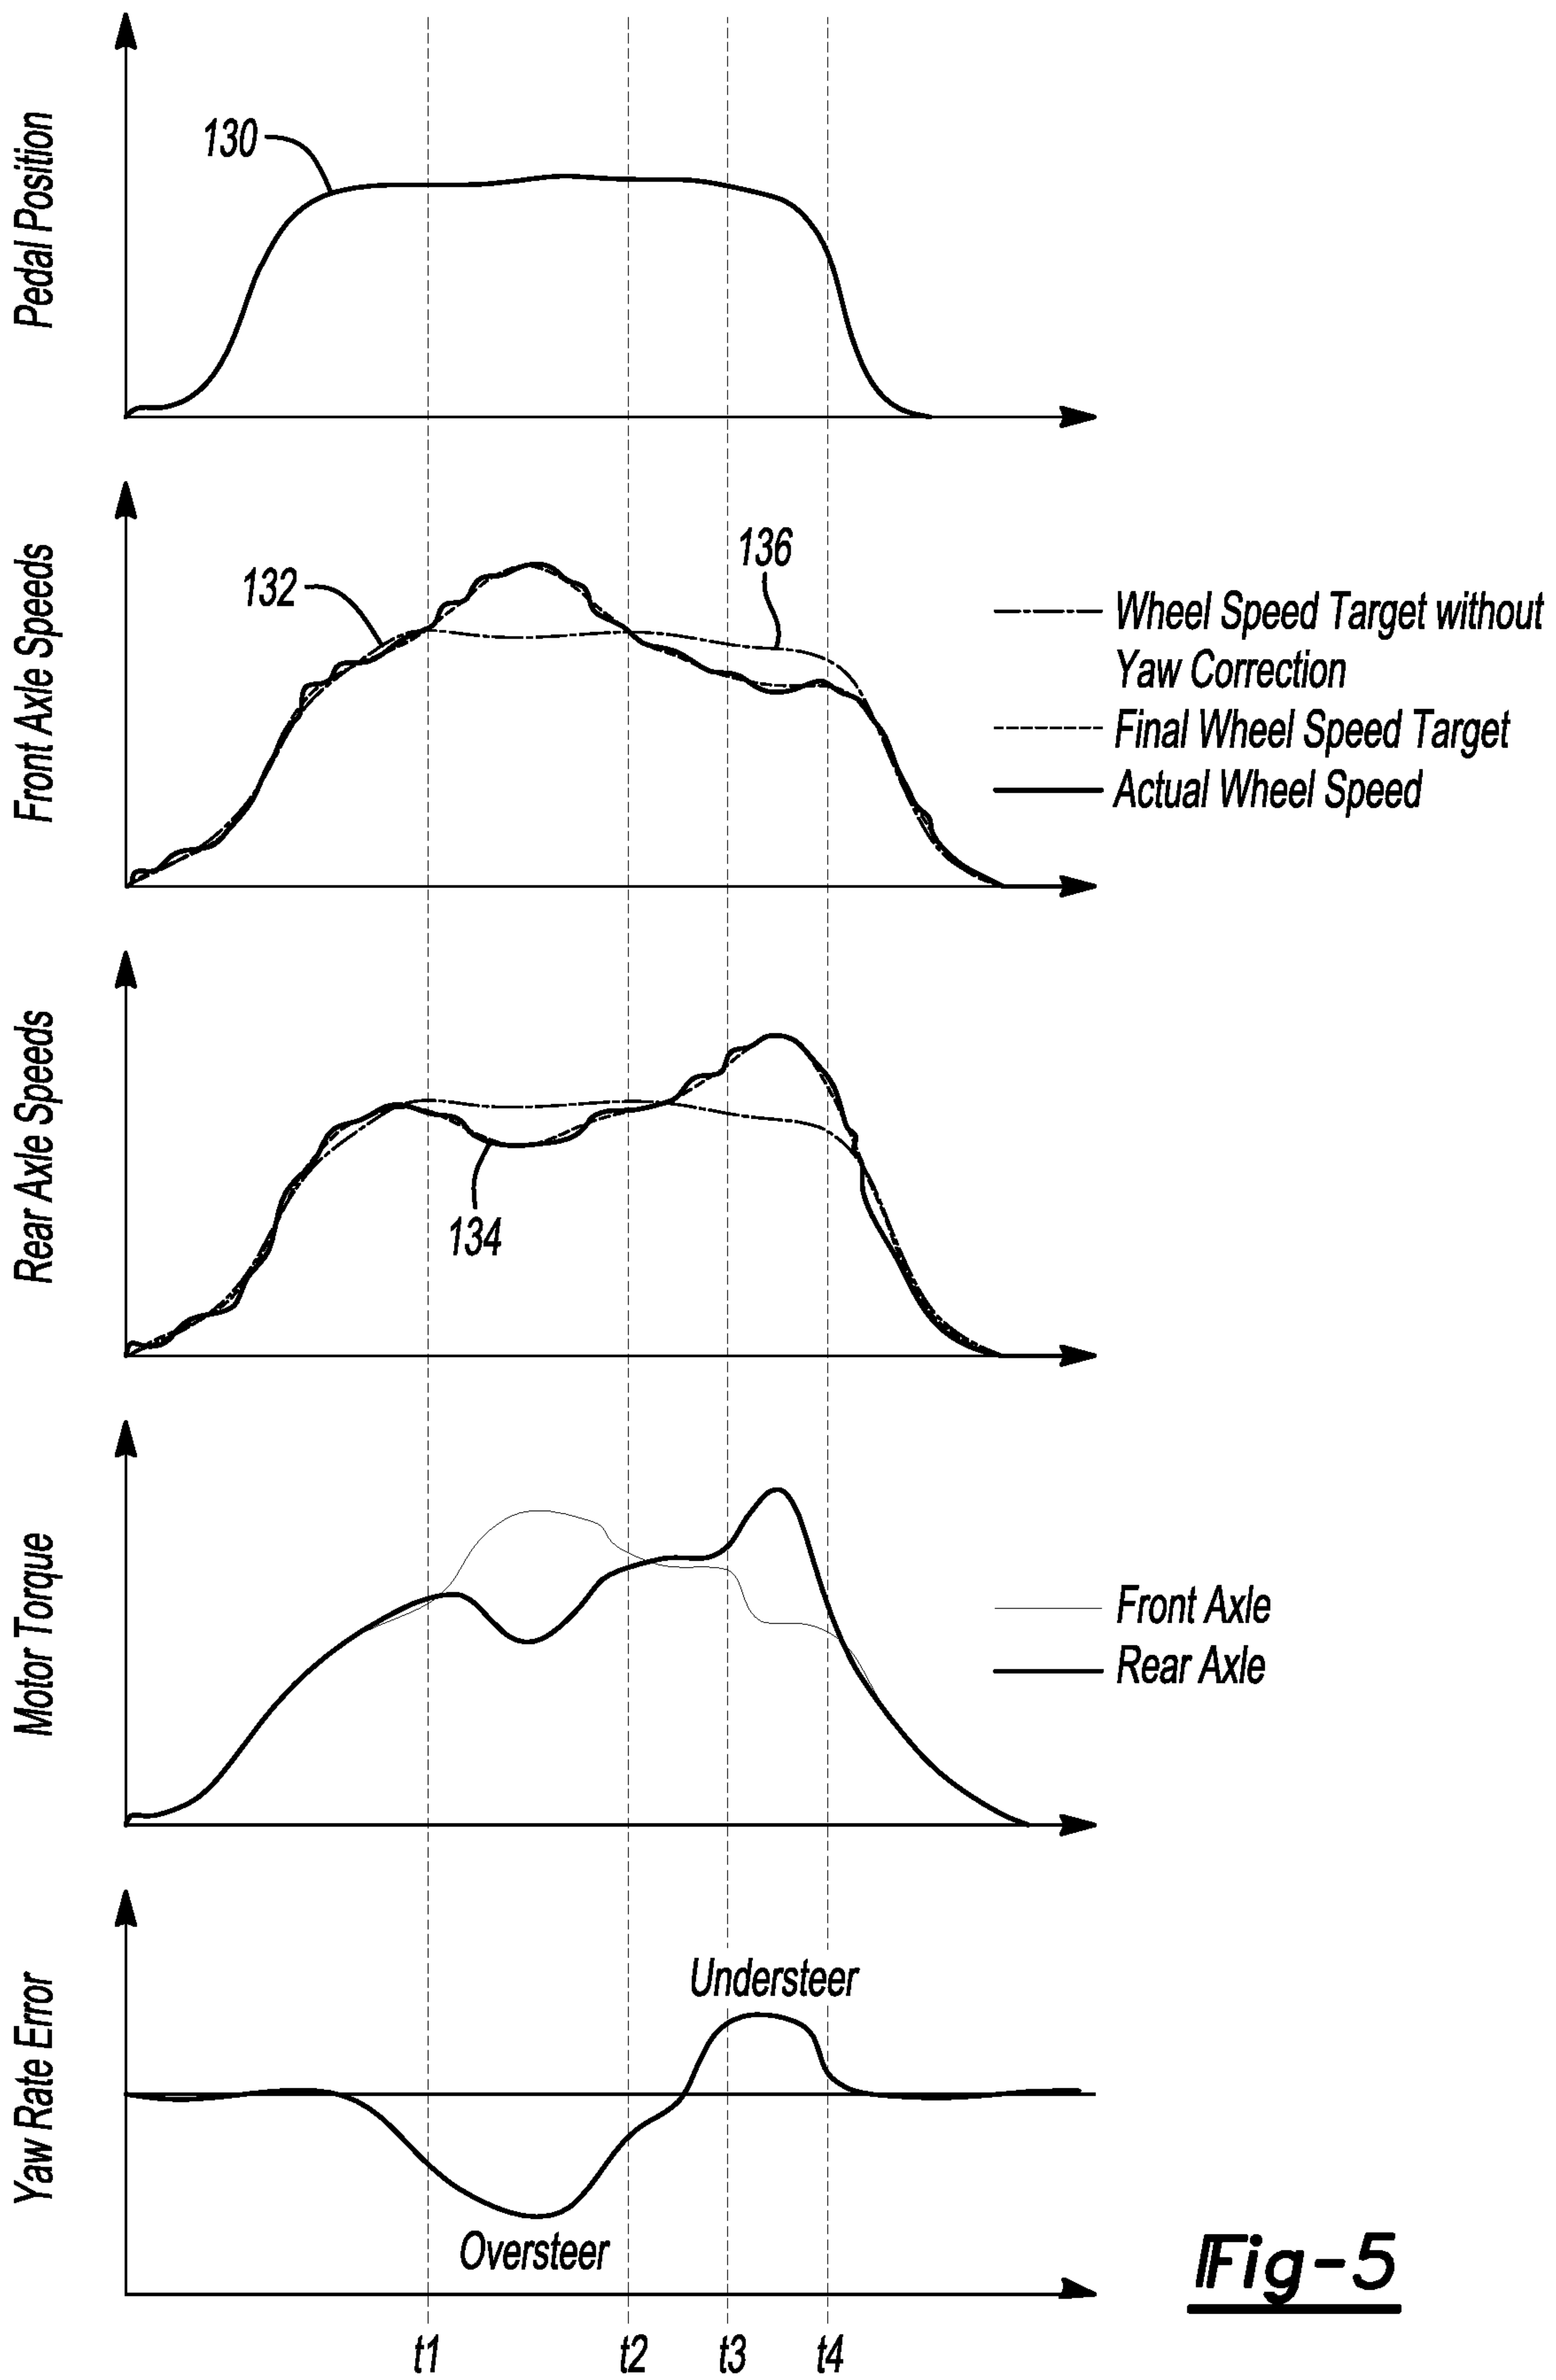 Pedal Position
130
Front Axle Speeds
132
136
Wheel Speed Target without
Yaw Correction
Final Wheel Speed Target
Actual Wheel Speed
Rear Axle Speeds
134
Motor Torque
Front Axle
Rear Axle
Yaw Rate Error
Understeer
Oversteer
t1 t2 t3 t4
Fig-5